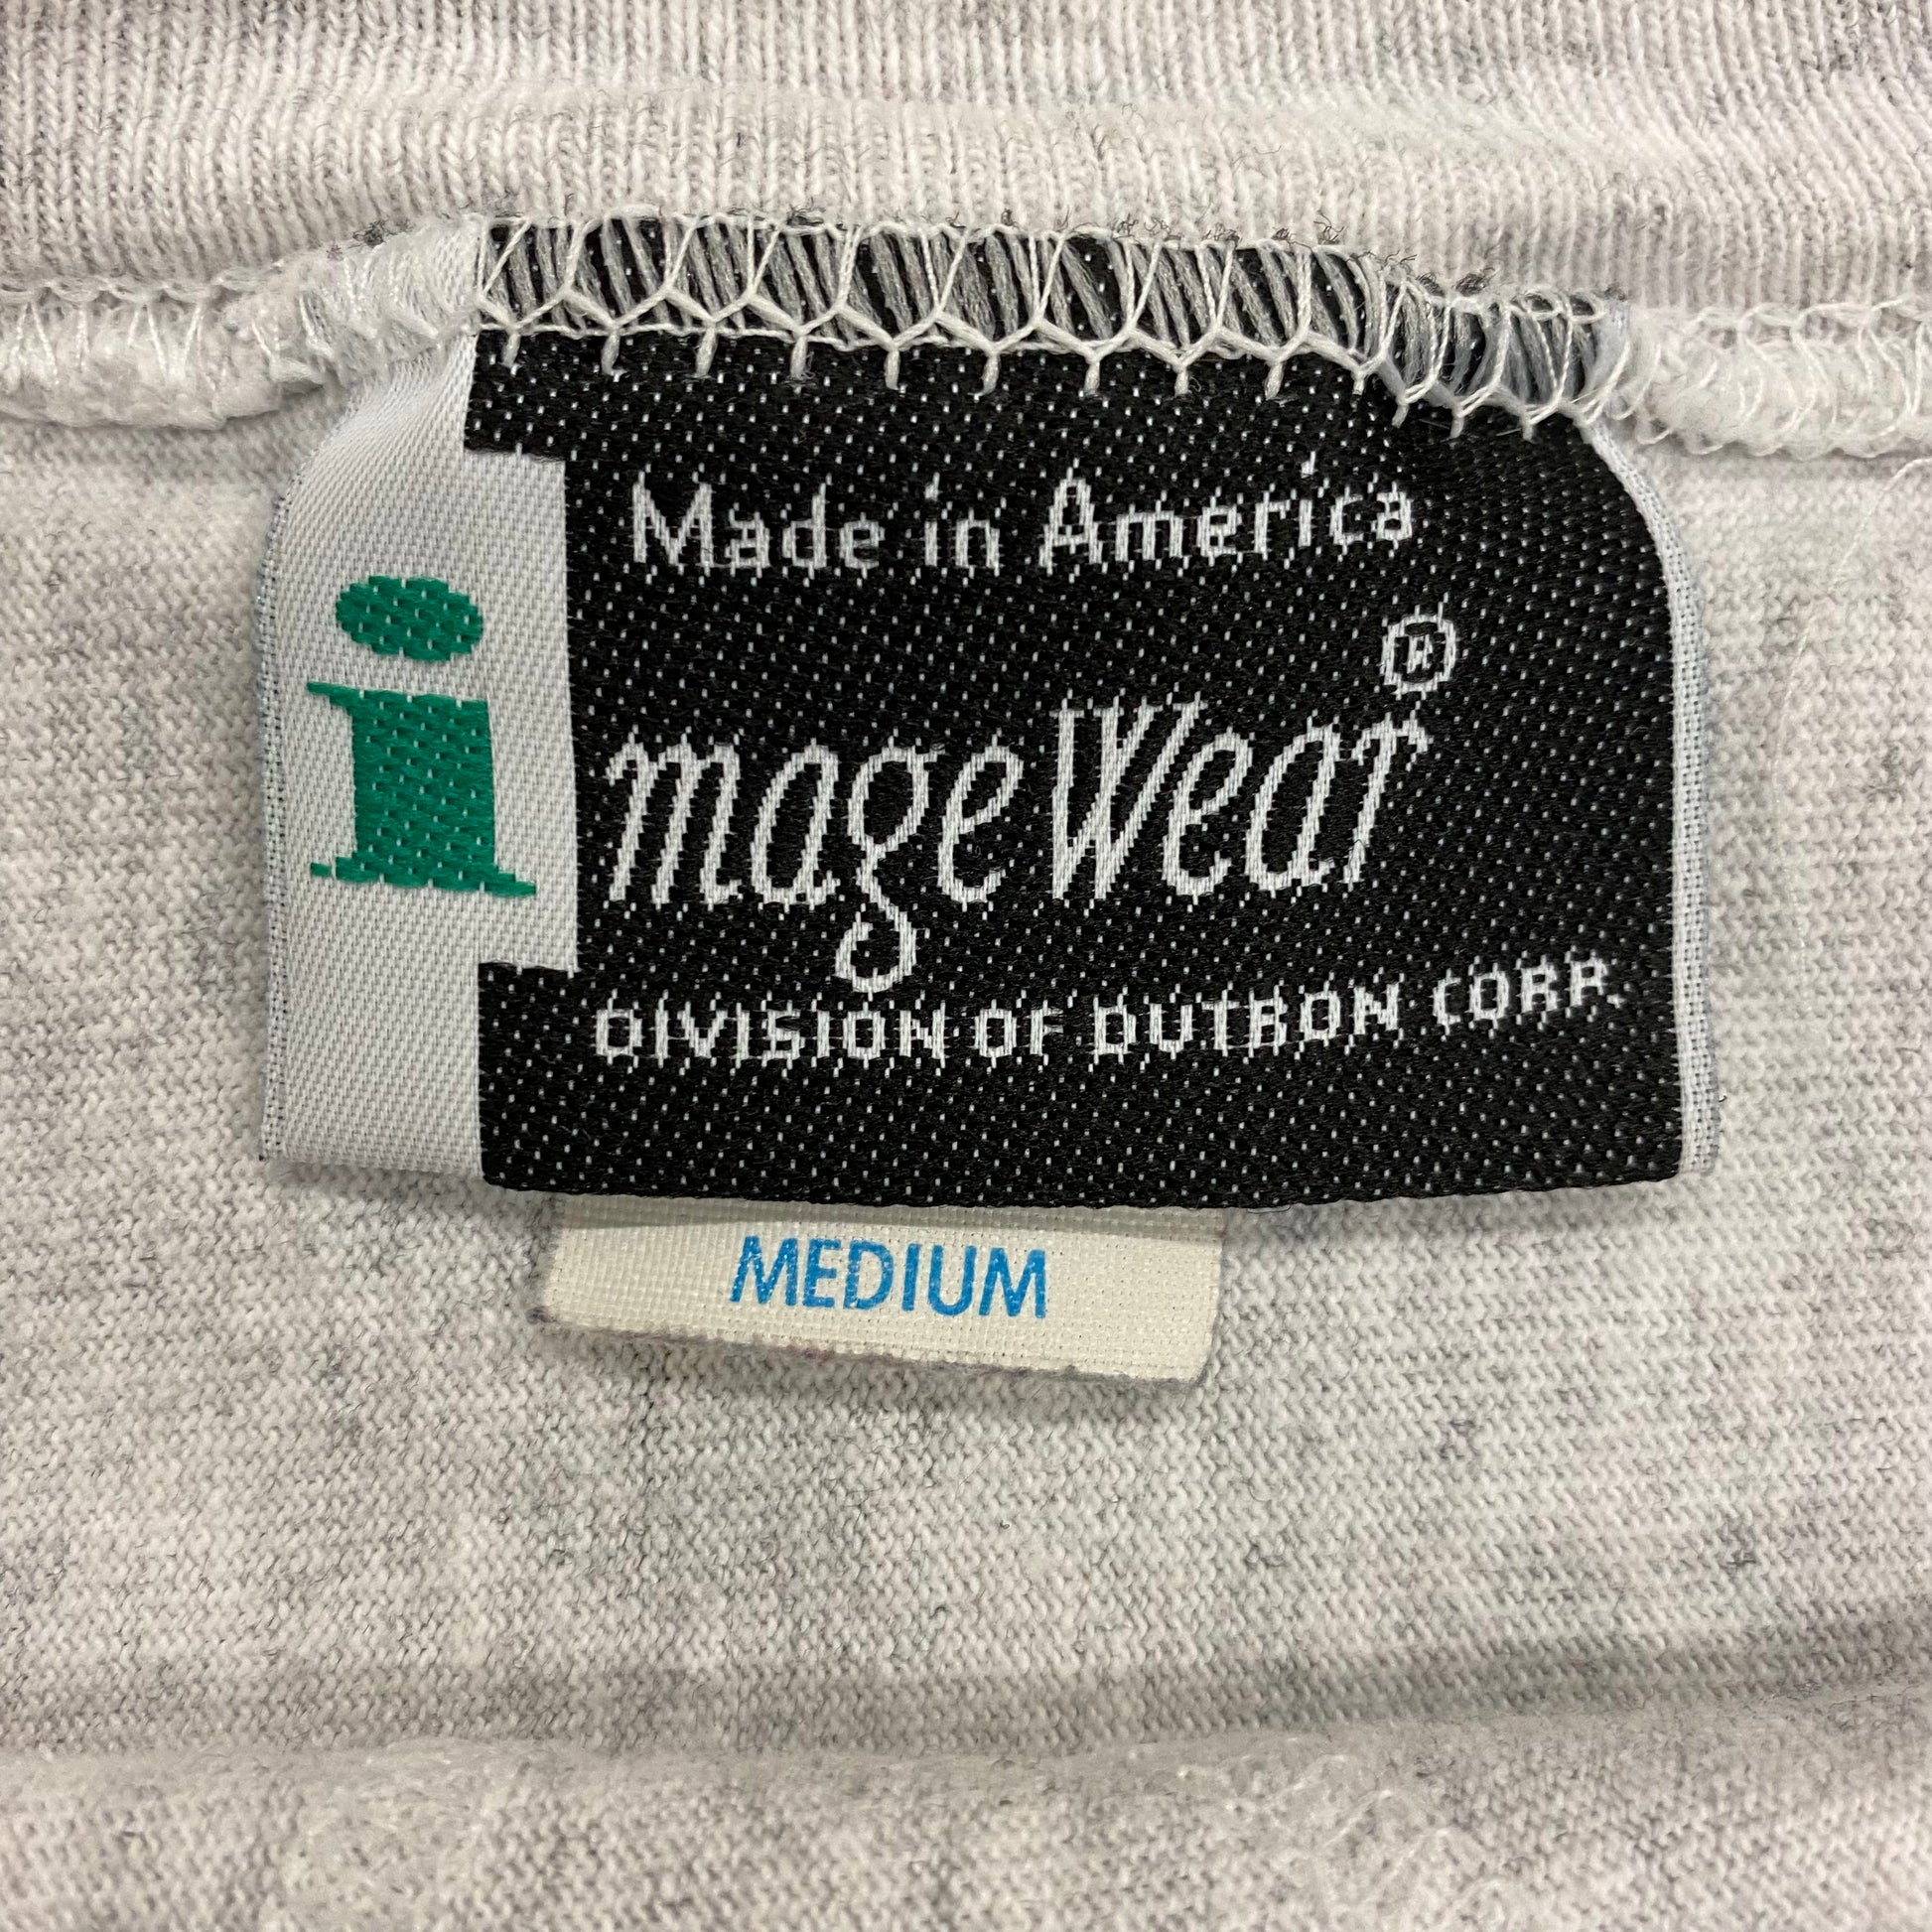 Made in America
imageWear®
DIVISION OF DUTBON CORP.
MEDIUM